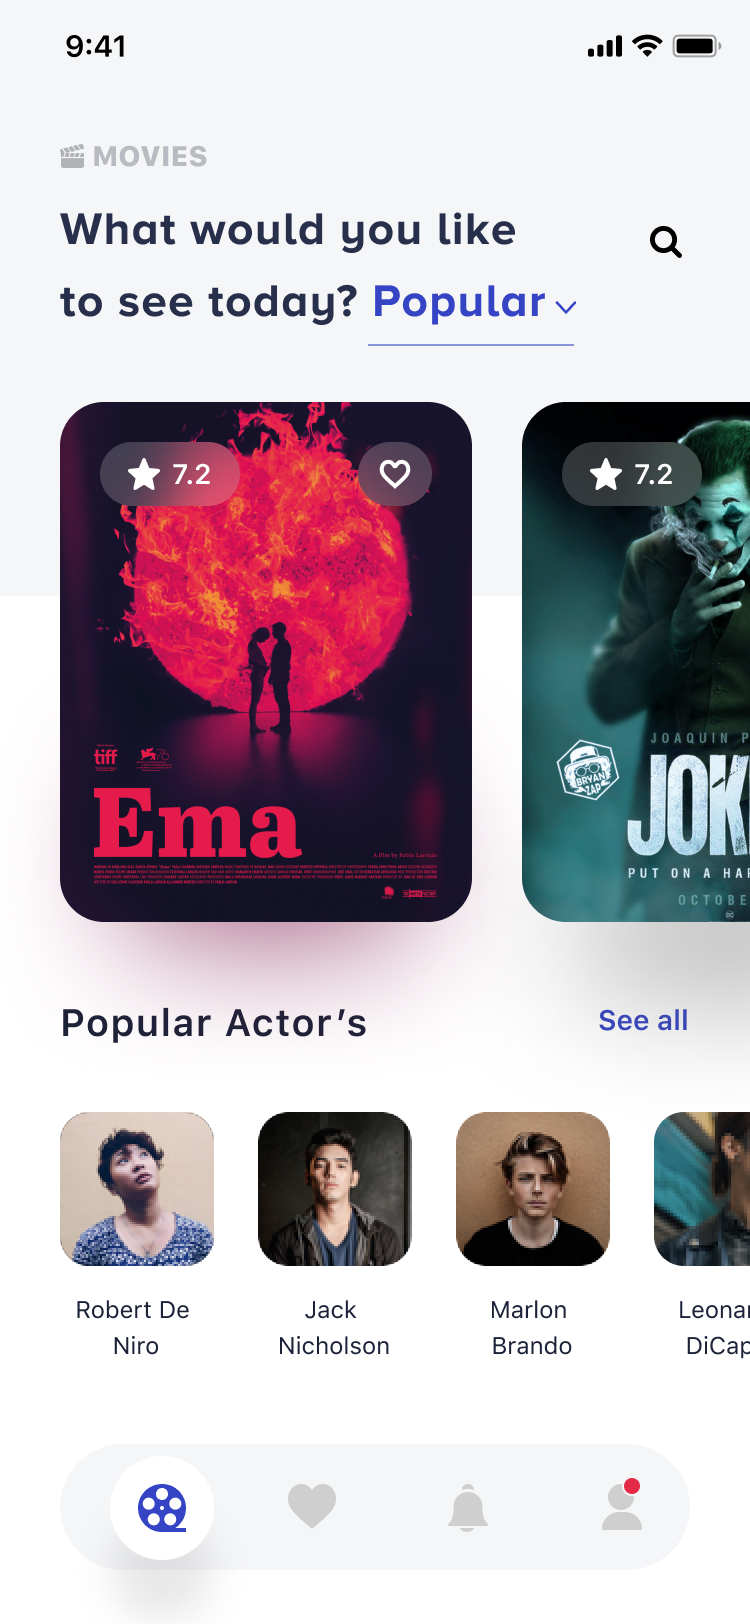 9:41
MOVIES
What would you like
to see today? Popular
7.2
7.2
tiff
Ema
A film by Pablo Larraín
JOAQUIN P
BRYAN
ZAP
JOK
PUT ON A HA
OCTOBE
Popular Actor’s
See all
Robert De
Niro
Jack
Nicholson
Marlon
Brando
Leonar
DiCap